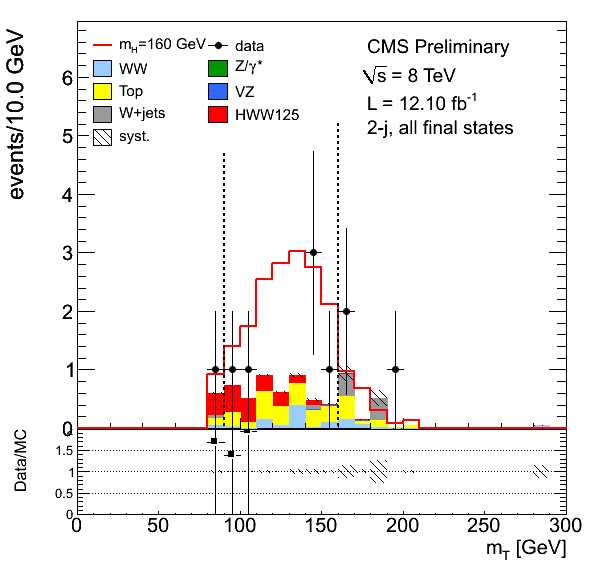 events/10.0 GeV
m_H=160 GeV
data
WW
Z/γ*
Top
VZ
W+jets
HWW125
syst.
CMS Preliminary
√s = 8 TeV
L = 12.10 fb⁻¹
2-j, all final states
6
5
4
3
2
1
0
Data/MC
2
1.5
1
0.5
0
0 50 100 150 200 250 300
m_T [GeV]